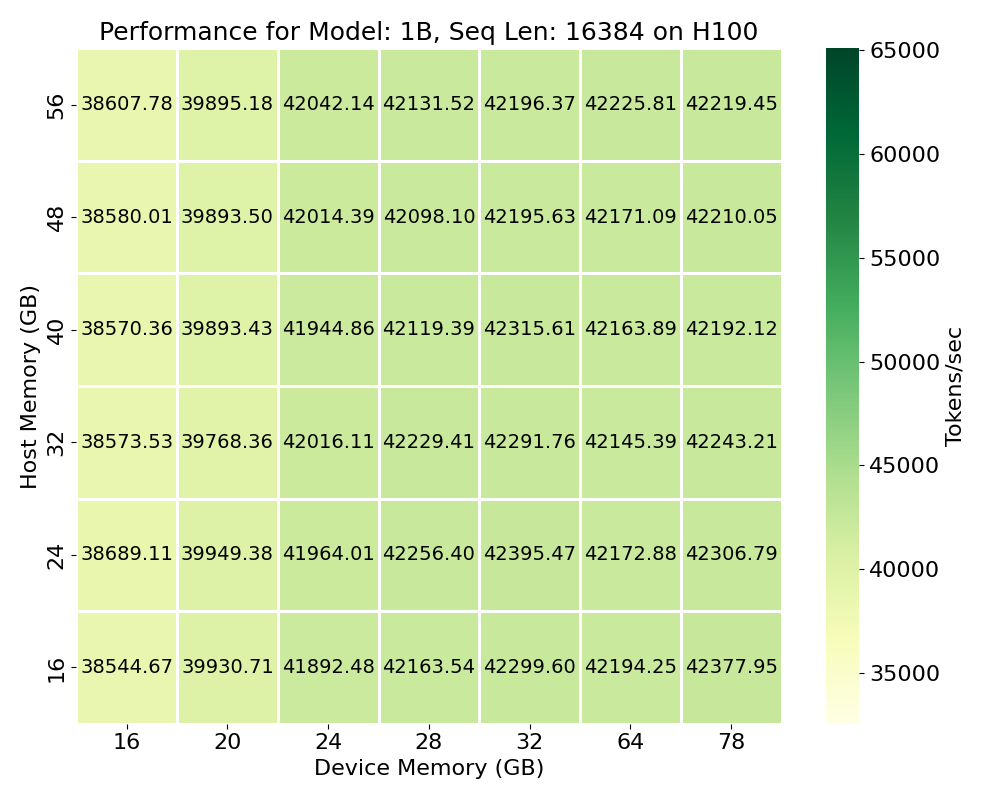 Performance for Model: 1B, Seq Len: 16384 on H100
56 38607.78 39895.18 42042.14 42131.52 42196.37 42225.81 42219.45
48 38580.01 39893.50 42014.39 42098.10 42195.63 42171.09 42210.05
40 38570.36 39893.43 41944.86 42119.39 42315.61 42163.89 42192.12
32 38573.53 39768.36 42016.11 42229.41 42291.76 42145.39 42243.21
24 38689.11 39949.38 41964.01 42256.40 42395.47 42172.88 42306.79
16 38544.67 39930.71 41892.48 42163.54 42299.60 42194.25 42377.95
16 20 24 28 32 64 78
Device Memory (GB)
Host Memory (GB)
65000
60000
55000
50000
45000
40000
35000
Tokens/sec